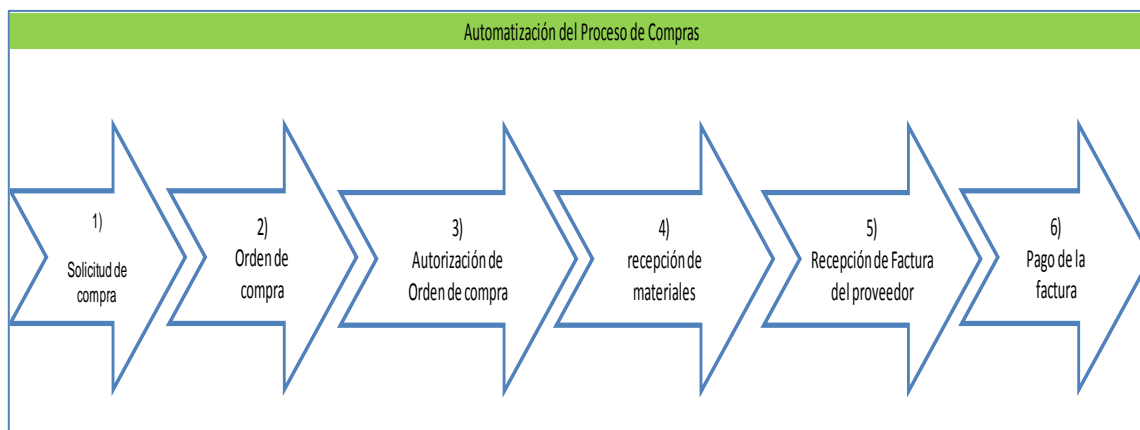 Automatización del Proceso de Compras
1)
Solicitud de
compra
2)
Orden de
compra
3)
Autorización de
Orden de compra
4)
recepción de
materiales
5)
Recepción de Factura
del proveedor
6)
Pago de la
factura